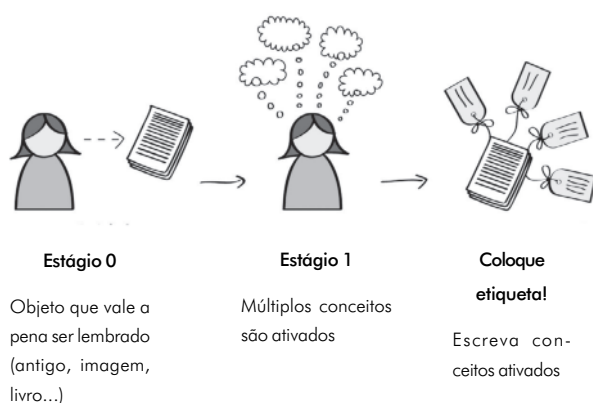 Estágio 0
Objeto que vale a
pena ser lembrado
(antigo, imagem,
livro...)
Estágio 1
Múltiplos conceitos
são ativados
Coloque
etiqueta!
Escreva con-
ceitos ativados